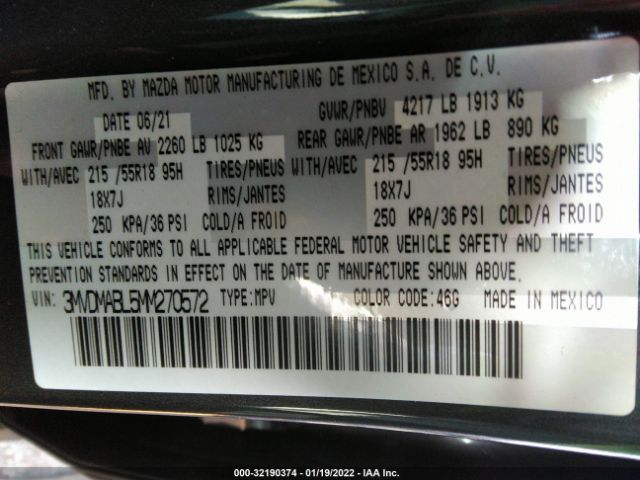 MFD. BY MAZDA MOTOR MANUFACTURING DE MEXICO S.A. DE C.V.
DATE 06/21 GVWR/PNBV 4217 LB 1913 KG
FRONT GAWR/PNBE AV 2260 LB 1025 KG REAR GAWR/PNBE AR 1962 LB 890 KG
WITH/AVEC 215 /55R18 95H TIRES/PNEUS WITH/AVEC 215 /55R18 95H TIRES/PNEUS
18X7J RIMS/JANTES 18X7J RIMS/JANTES
250 KPA/36 PSI COLD/A FROID 250 KPA/36 PSI COLD/A FROID
THIS VEHICLE CONFORMS TO ALL APPLICABLE FEDERAL MOTOR VEHICLE SAFETY AND THEFT
PREVENTION STANDARDS IN EFFECT ON THE DATE OF MANUFACTURE SHOWN ABOVE.
VIN: 3MVDMABL5MM270572 TYPE:MPV COLOR CODE:46G MADE IN MEXICO
000-32190374 - 01/19/2022 - IAA Inc.